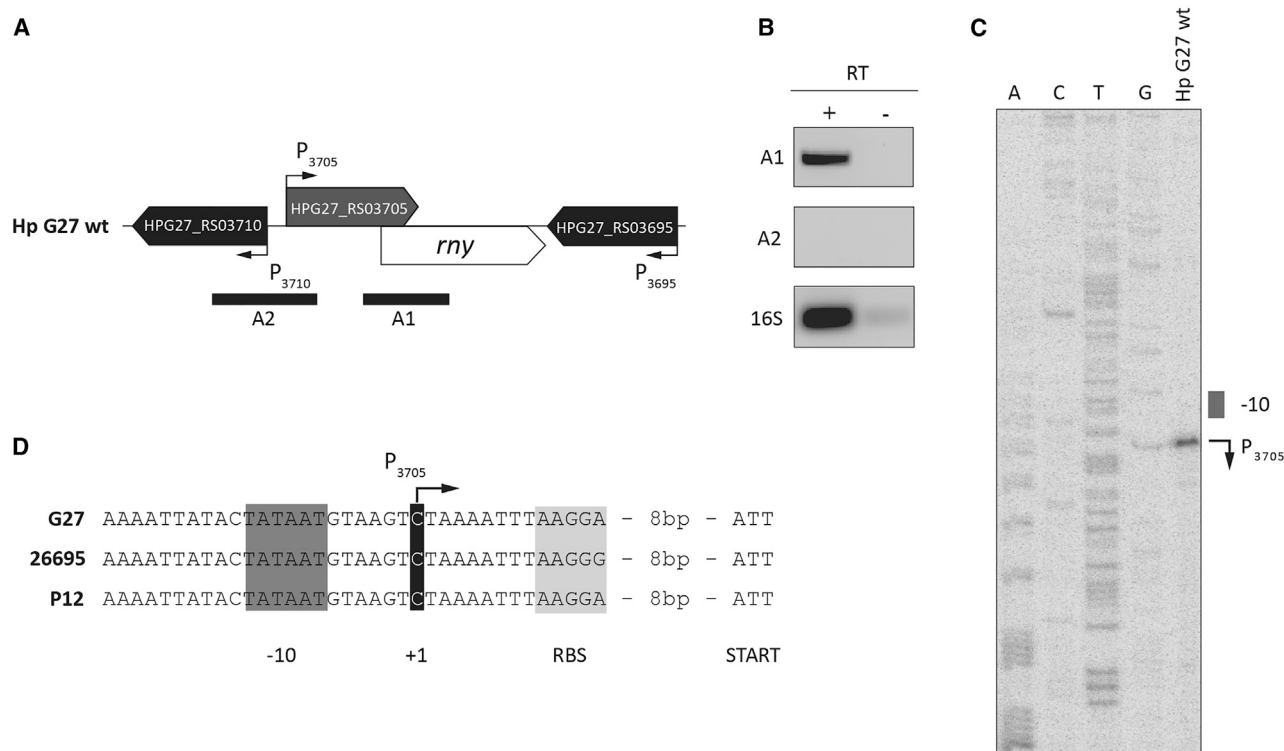 A
P3705
Hp G27 wt
HPG27_RS03710
HPG27_RS03705
rny
HPG27_RS03695
P3710
P3695
A2
A1
B
RT
+ -
A1
A2
16S
C
A C T G Hp G27 wt
-10
P3705
D
P3705
G27 AAAATTATACTATAATGTAAGTCTAAAATTTAAGGA - 8bp - ATT
26695 AAAATTATACTATAATGTAAGTCTAAAATTTAAGGG - 8bp - ATT
P12 AAAATTATACTATAATGTAAGTCTAAAATTTAAGGA - 8bp - ATT
-10 +1 RBS START